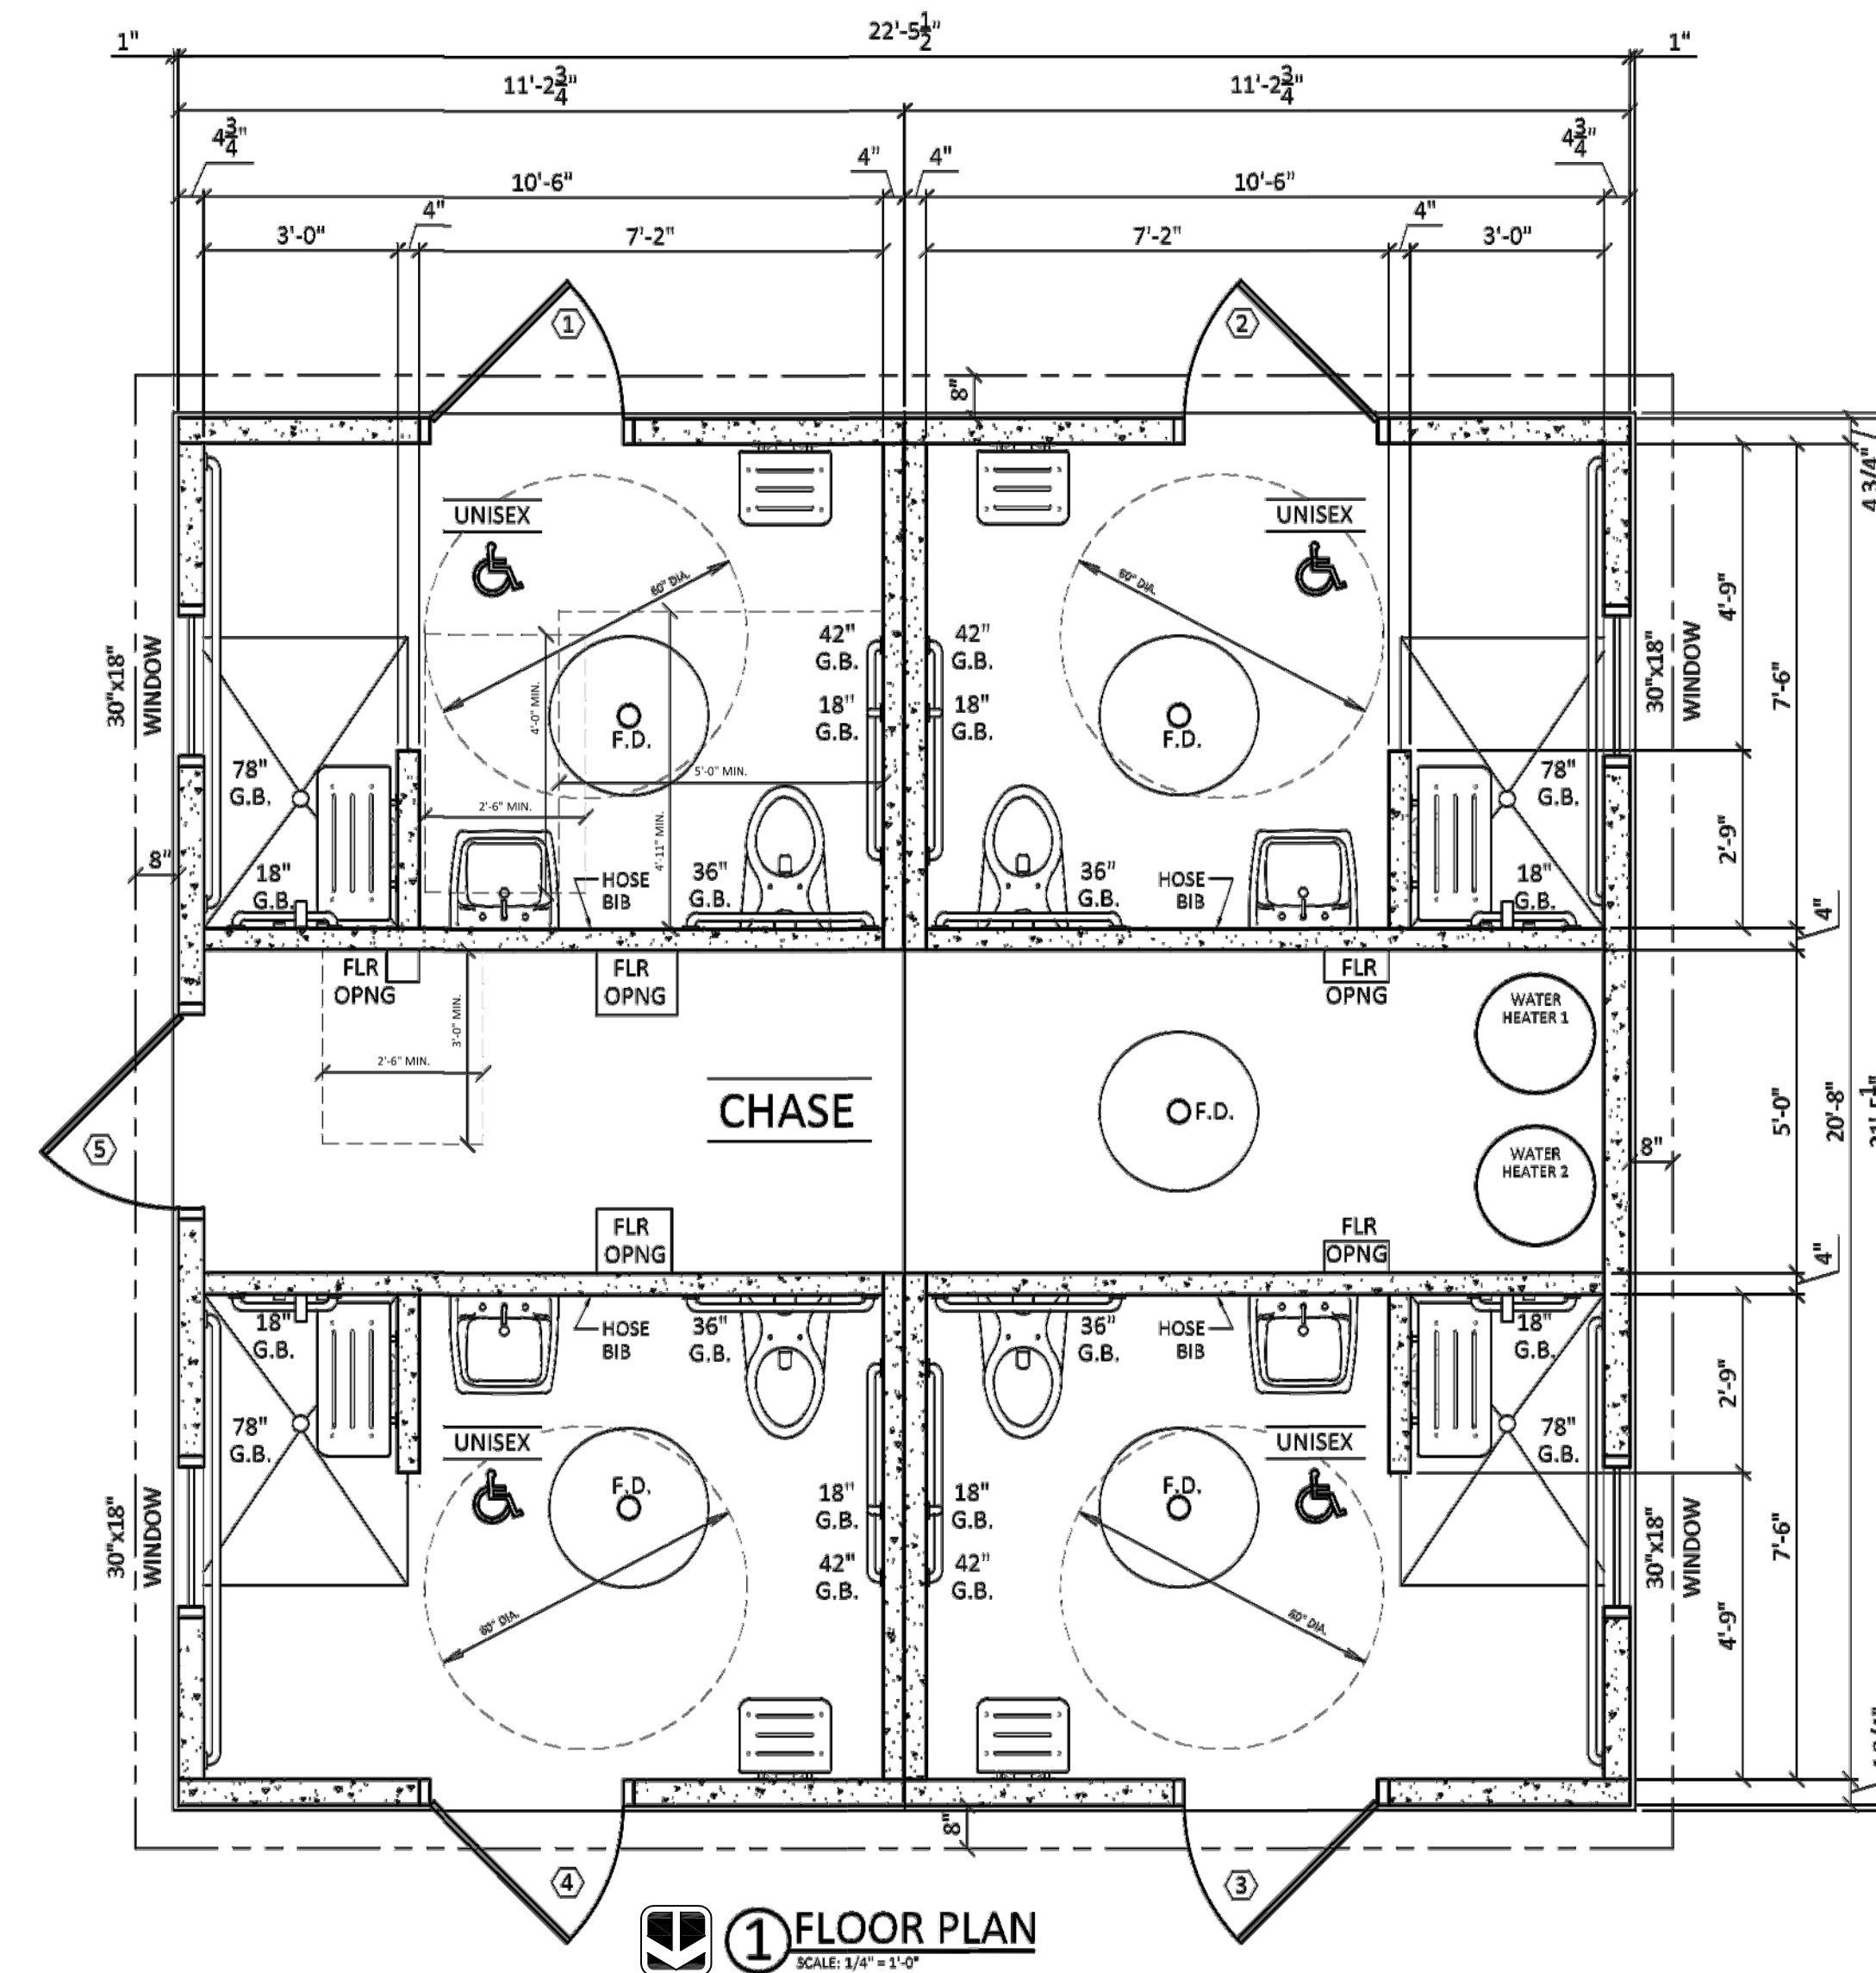 22'-5 1/2"
1"
1"
11'-2 3/4"
11'-2 3/4"
4 3/4"
4"
4"
4 3/4"
10'-6"
10'-6"
3'-0"
4"
7'-2"
7'-2"
4"
3'-0"
1
2
8"
4 3/4"
UNISEX
UNISEX
60" DIA.
60" DIA.
4'-9"
30"x18"
WINDOW
42"
G.B.
42"
G.B.
30"x18"
WINDOW
7'-6"
18"
G.B.
18"
G.B.
4'-0" MIN.
F.D.
F.D.
5'-0" MIN.
78"
G.B.
78"
G.B.
2'-6" MIN.
4'-11" MIN.
2'-9"
8"
18"
G.B.
HOSE
BIB
36"
G.B.
36"
G.B.
HOSE
BIB
18"
G.B.
4"
FLR
OPNG
FLR
OPNG
FLR
OPNG
WATER
HEATER 1
3'-0" MIN.
2'-6" MIN.
CHASE
F.D.
5'-0"
20'-8"
5
WATER
HEATER 2
8"
FLR
OPNG
FLR
OPNG
4"
18"
G.B.
HOSE
BIB
36"
G.B.
36"
G.B.
HOSE
BIB
18"
G.B.
2'-9"
78"
G.B.
78"
G.B.
UNISEX
UNISEX
F.D.
F.D.
18"
G.B.
18"
G.B.
30"x18"
WINDOW
30"x18"
WINDOW
7'-6"
42"
G.B.
42"
G.B.
60" DIA.
60" DIA.
4'-9"
8"
4
3
1
FLOOR PLAN
SCALE: 1/4" = 1'-0"